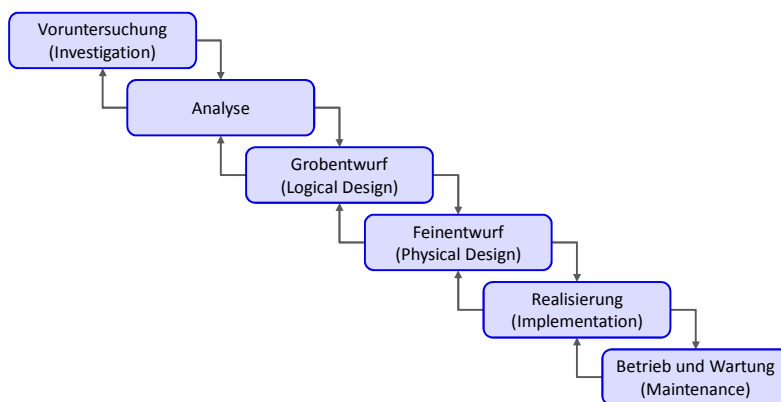 Voruntersuchung
(Investigation)
Analyse
Grobentwurf
(Logical Design)
Feinentwurf
(Physical Design)
Realisierung
(Implementation)
Betrieb und Wartung
(Maintenance)